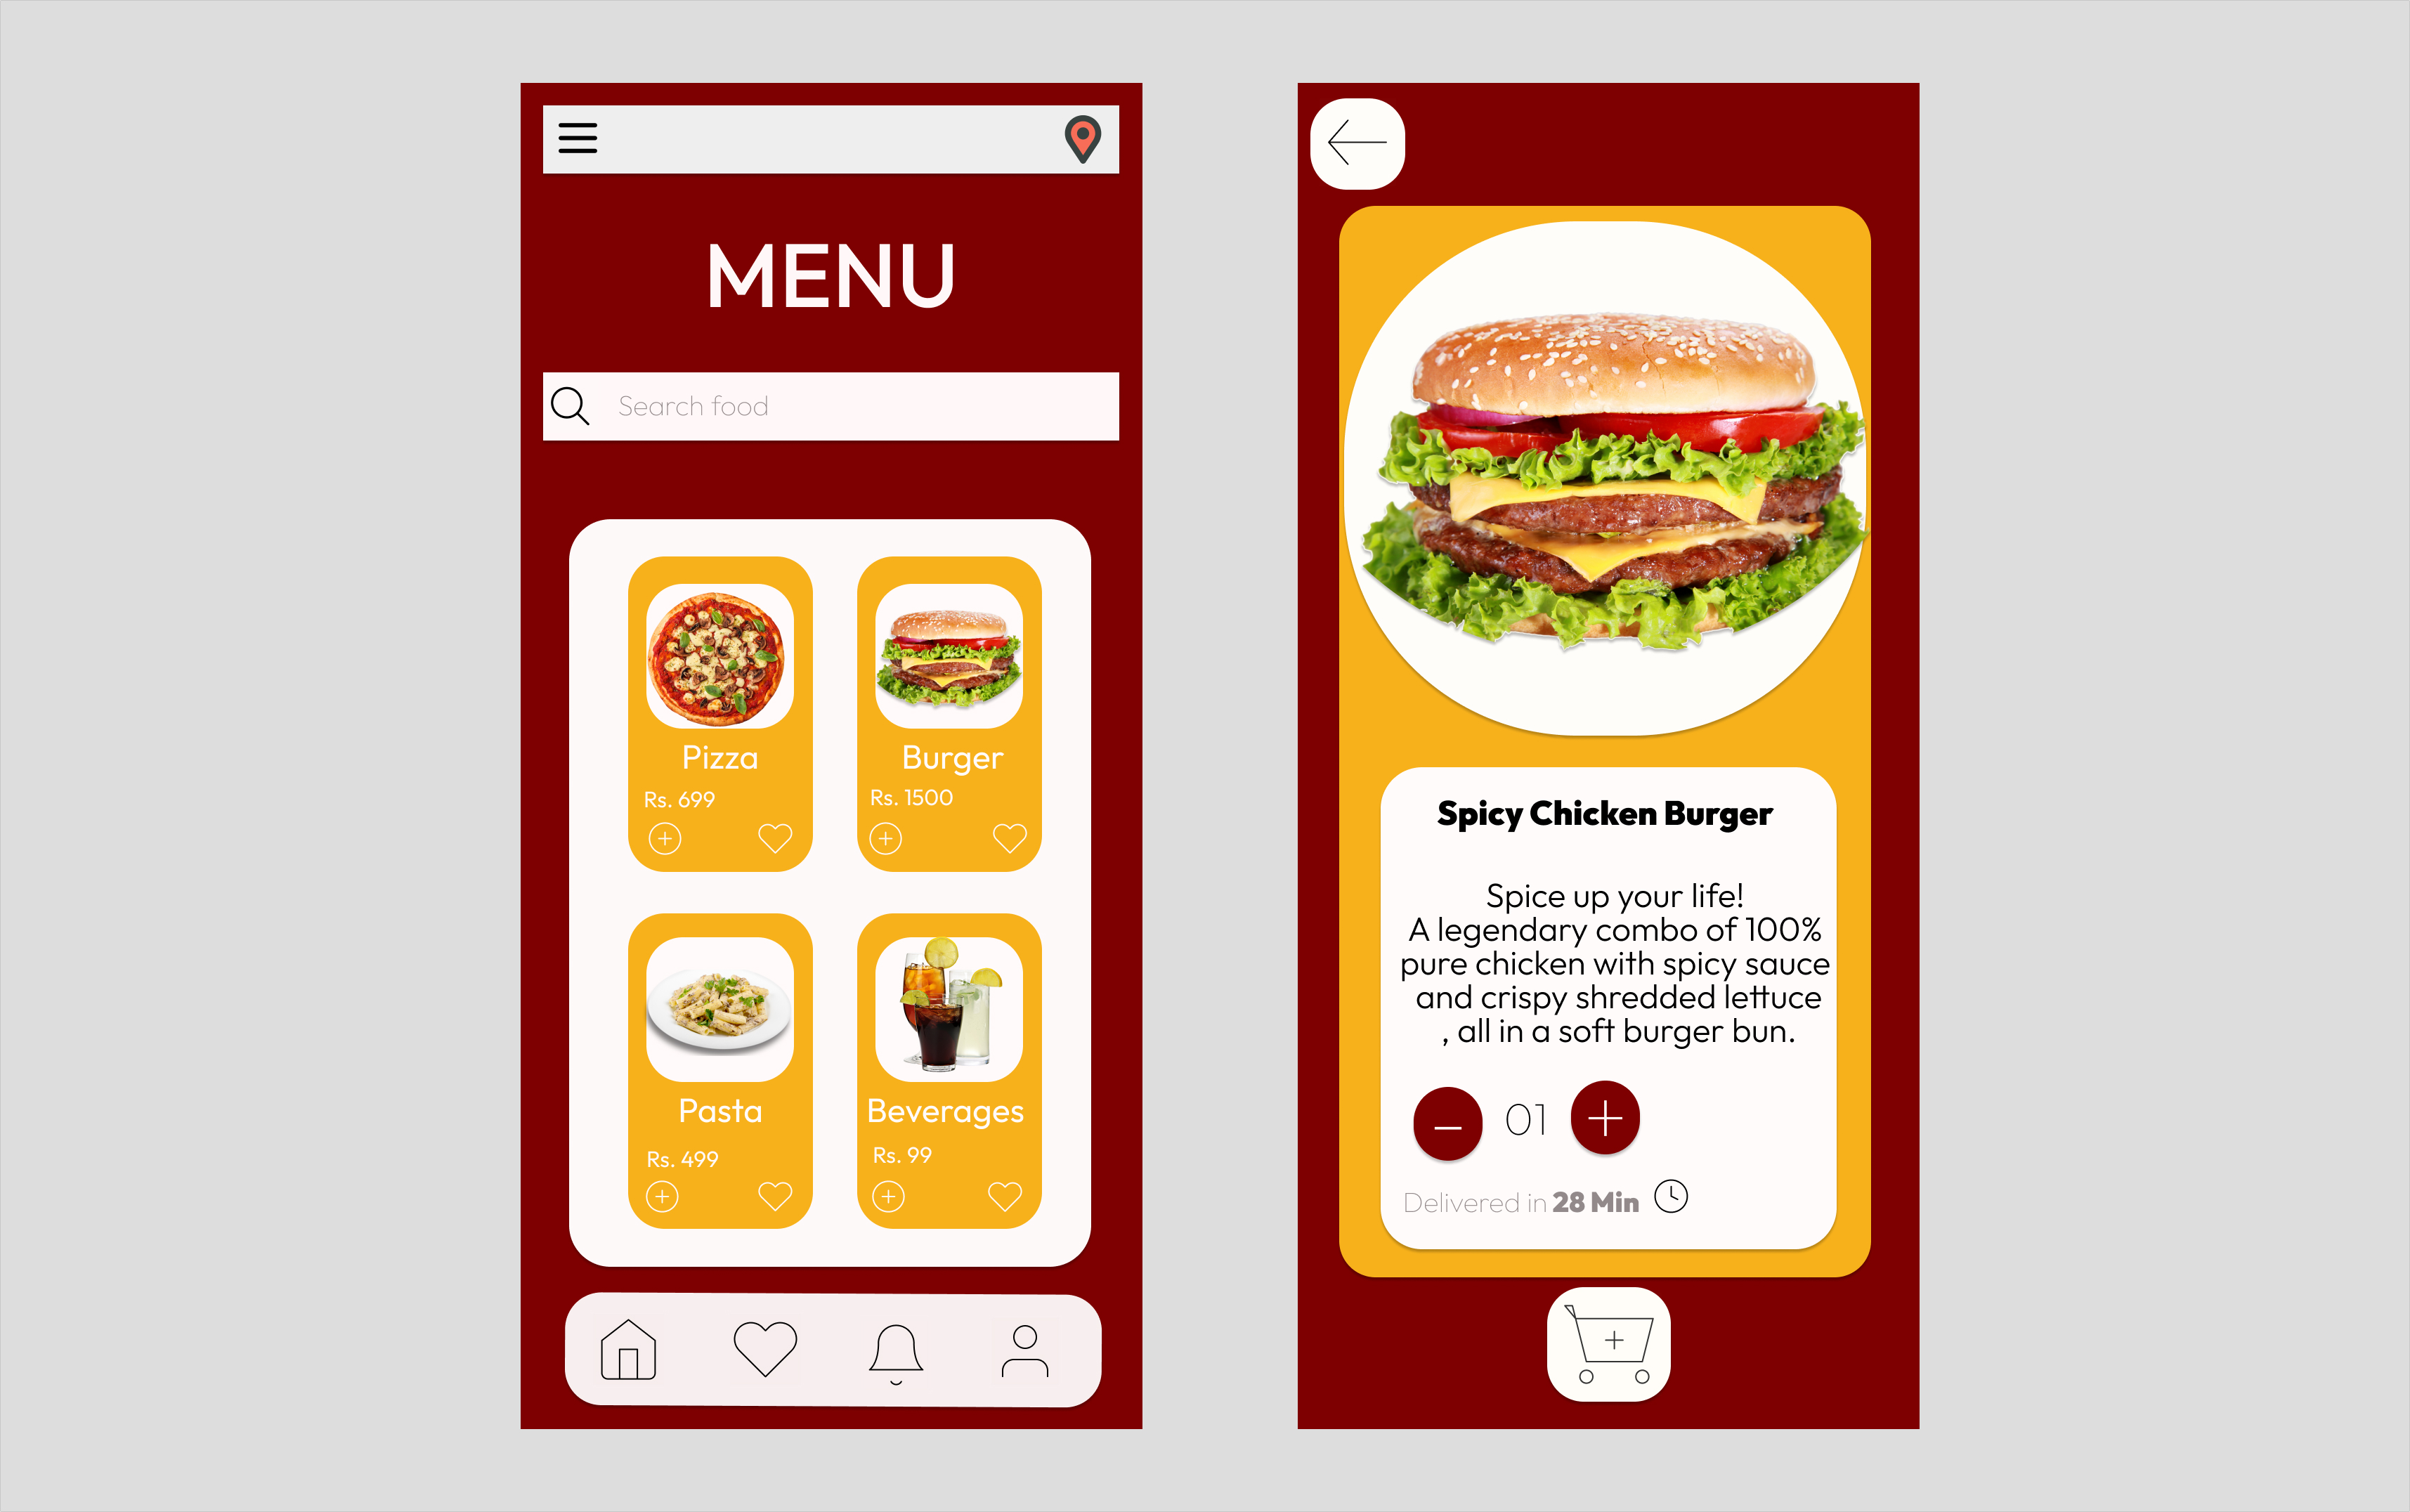 MENU
Search food
Pizza
Rs. 699
Burger
Rs. 1500
Pasta
Rs. 499
Beverages
Rs. 99
Spicy Chicken Burger
Spice up your life!
A legendary combo of 100%
pure chicken with spicy sauce
and crispy shredded lettuce
, all in a soft burger bun.
01
Delivered in 28 Min